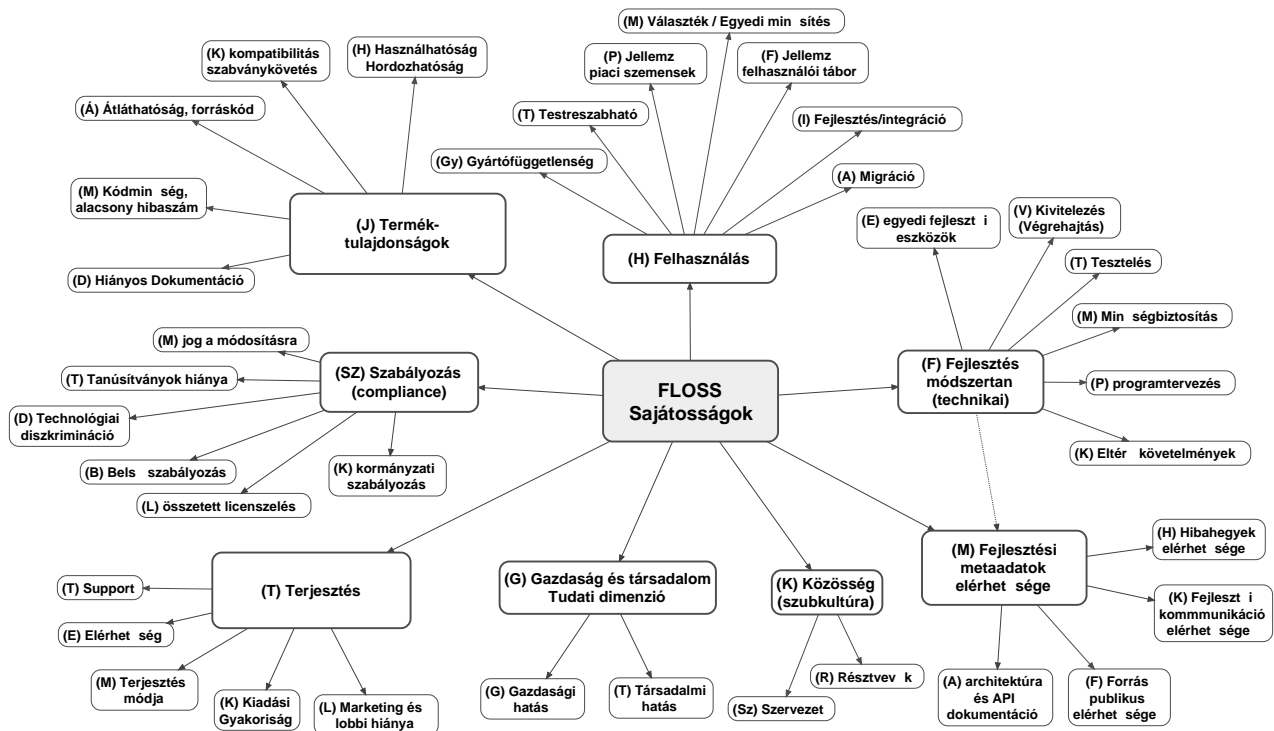 (M) Választék / Egyedi min sítés
(K) kompatibilitás
szabványkövetés
(H) Használhatóság
Hordozhatóság
(P) Jellemz
piaci szemensek
(F) Jellemz
felhasználói tábor
(Á) Átláthatóság, forráskód
(T) Testreszabható
(I) Fejlesztés/integráció
(Gy) Gyártófüggetlenség
(A) Migráció
(M) Kódmin ség,
alacsony hibaszám
(J) Termék-
tulajdonságok
(D) Hiányos Dokumentáció
(H) Felhasználás
(E) egyedi fejleszt i
eszközök
(V) Kivitelezés
(Végrehajtás)
(T) Tesztelés
(M) Min ségbiztosítás
(M) jog a módosításra
(T) Tanúsítványok hiánya
(SZ) Szabályozás
(compliance)
FLOSS
Sajátosságok
(F) Fejlesztés
módszertan
(technikai)
(P) programtervezés
(D) Technológiai
diszkrimináció
(B) Bels szabályozás
(K) kormányzati
szabályozás
(L) összetett licenszelés
(K) Eltér követelmények
(T) Terjesztés
(G) Gazdaság és társadalom
Tudati dimenzió
(K) Közösség
(szubkultúra)
(M) Fejlesztési
metaadatok
elérhet sége
(H) Hibahegyek
elérhet sége
(T) Support
(K) Fejleszt i
kommmunikáció
elérhet sége
(E) Elérhet ség
(M) Terjesztés
módja
(K) Kiadási
Gyakoriság
(L) Marketing és
lobbi hiánya
(G) Gazdasági
hatás
(T) Társadalmi
hatás
(R) Résztvev k
(Sz) Szervezet
(A) architektúra
és API
dokumentáció
(F) Forrás
publikus
elérhet sége